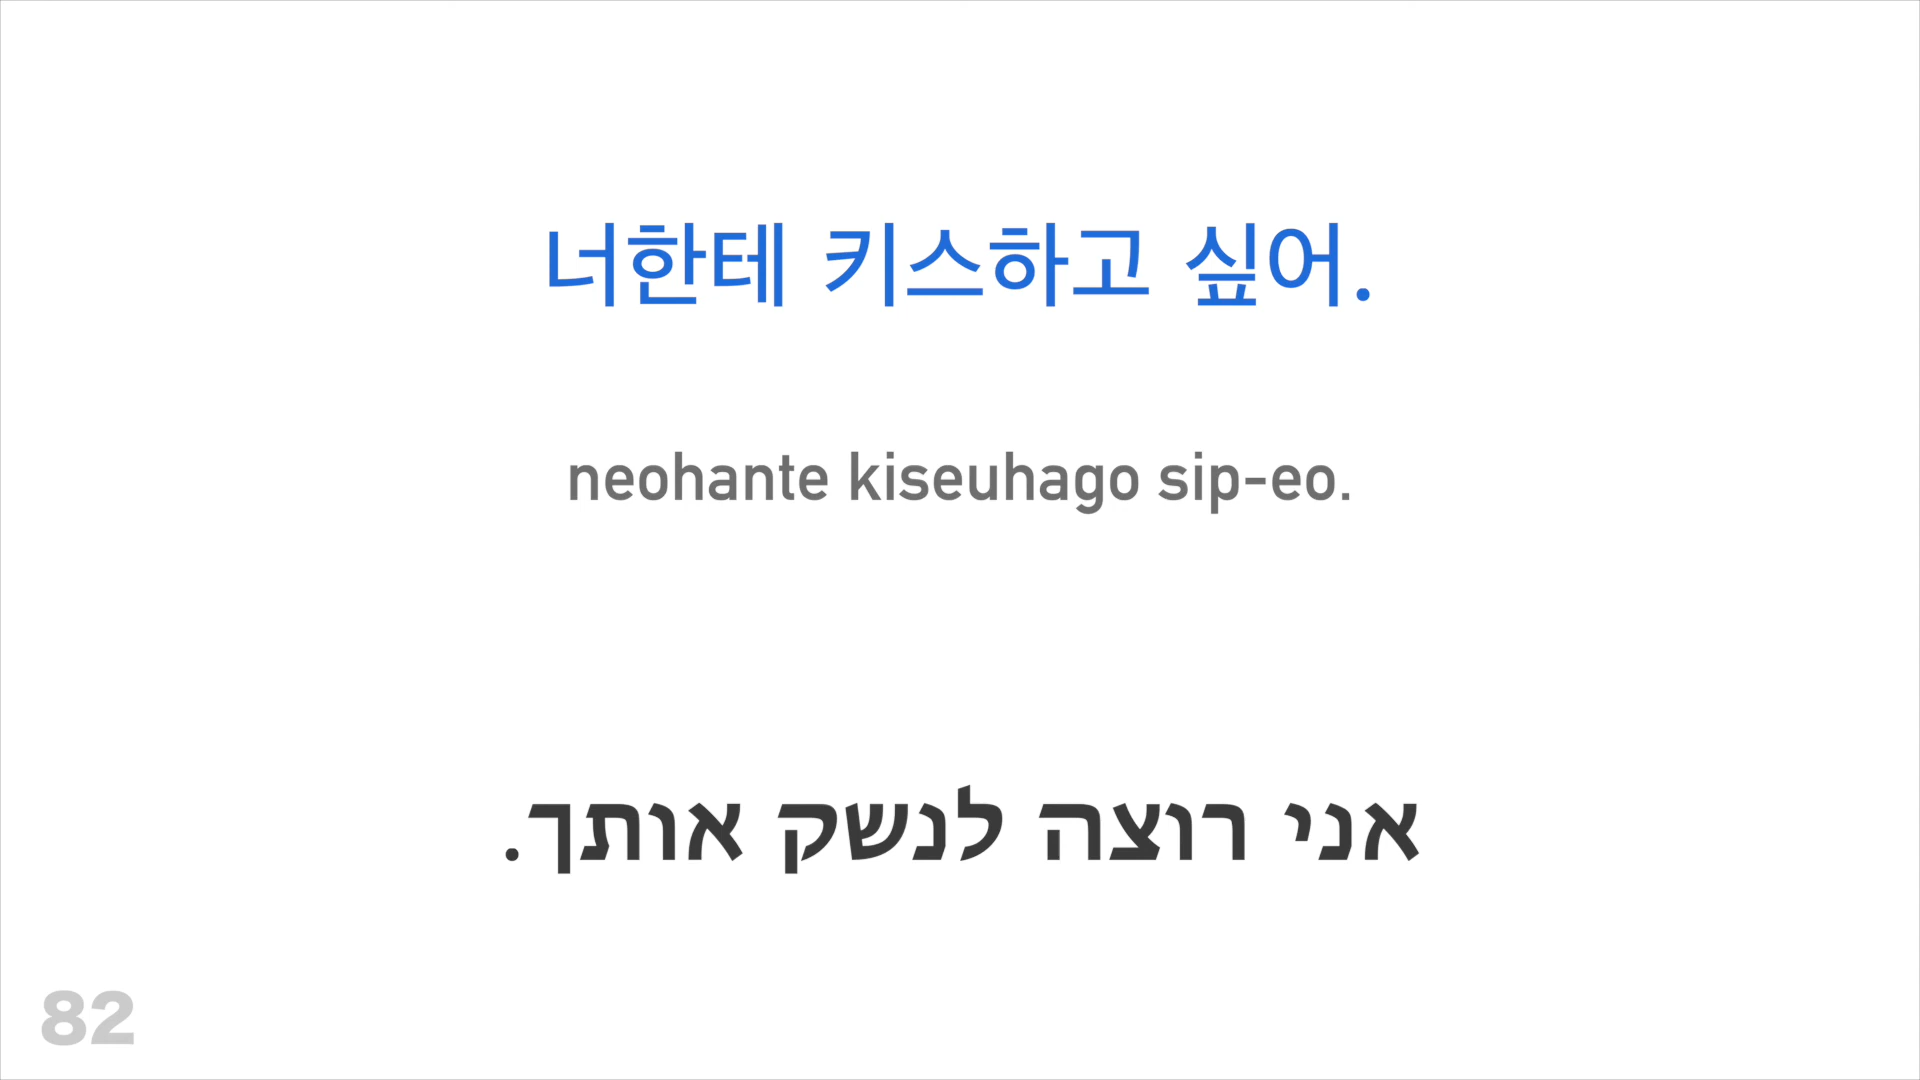 너한테 키스하고 싶어.
neohante kiseuhago sip-eo.
אני רוצה לנשק אותך.
82